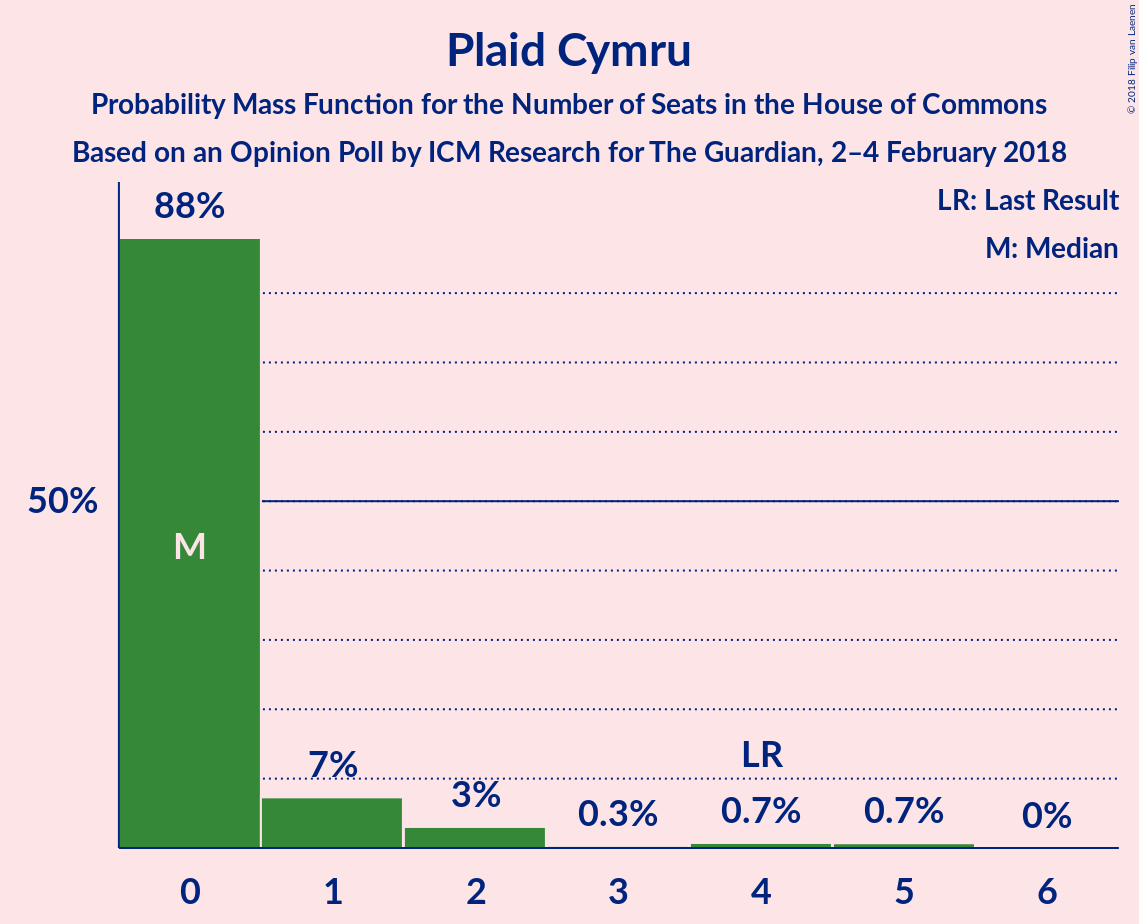 Plaid Cymru
Probability Mass Function for the Number of Seats in the House of Commons
Based on an Opinion Poll by ICM Research for The Guardian, 2–4 February 2018
© 2018 Filip van Laenen
LR: Last Result
M: Median
88%
50%
M
7%
3%
0.3%
LR
0.7%
0.7%
0%
0 1 2 3 4 5 6